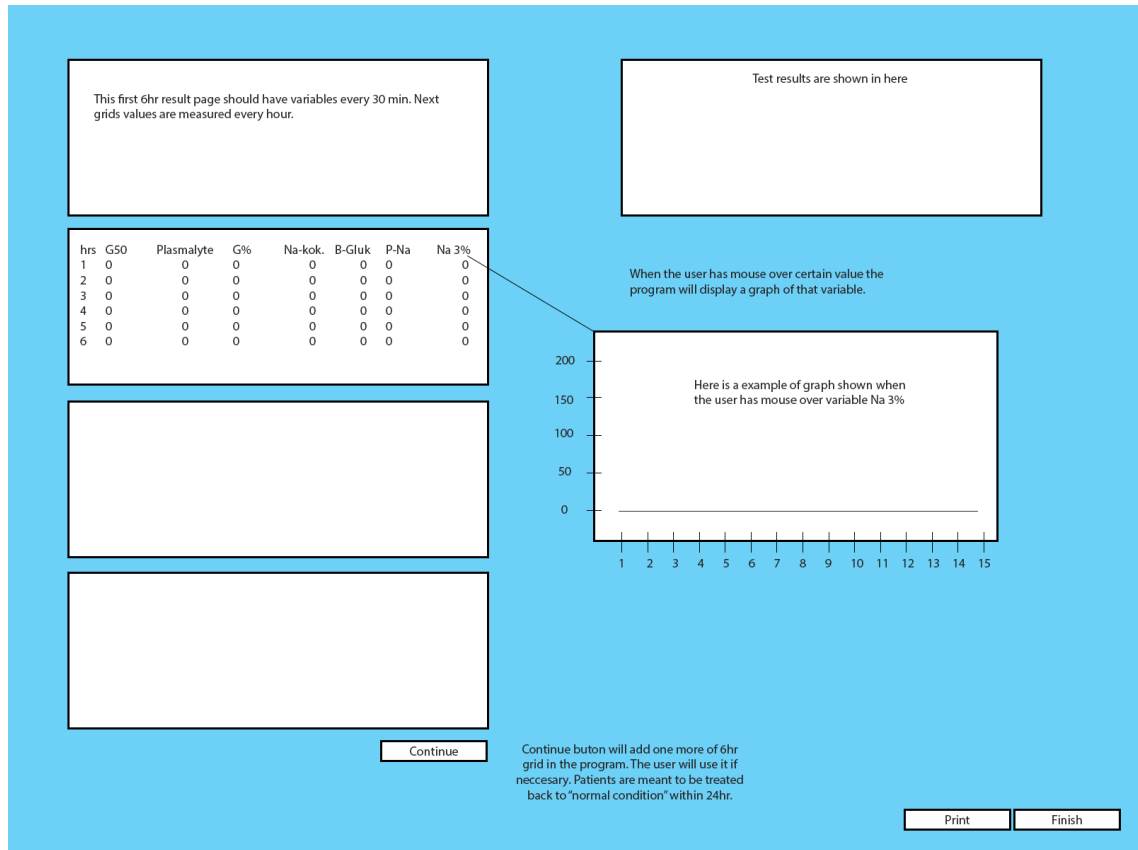 This first 6hr result page should have variables every 30 min. Next
grids values are measured every hour.
Test results are shown in here
hrs G50 Plasmalyte G% Na-kok. B-Gluk P-Na Na 3%
1 0 0 0 0 0 0 0
2 0 0 0 0 0 0 0
3 0 0 0 0 0 0 0
4 0 0 0 0 0 0 0
5 0 0 0 0 0 0 0
6 0 0 0 0 0 0 0
When the user has mouse over certain value the
program will display a graph of that variable.
200
150
100
50
0
Here is a example of graph shown when
the user has mouse over variable Na 3%
1 2 3 4 5 6 7 8 9 10 11 12 13 14 15
Continue
Continue buton will add one more of 6hr
grid in the program. The user will use it if
neccesary. Patients are meant to be treated
back to "normal condition" within 24hr.
Print Finish